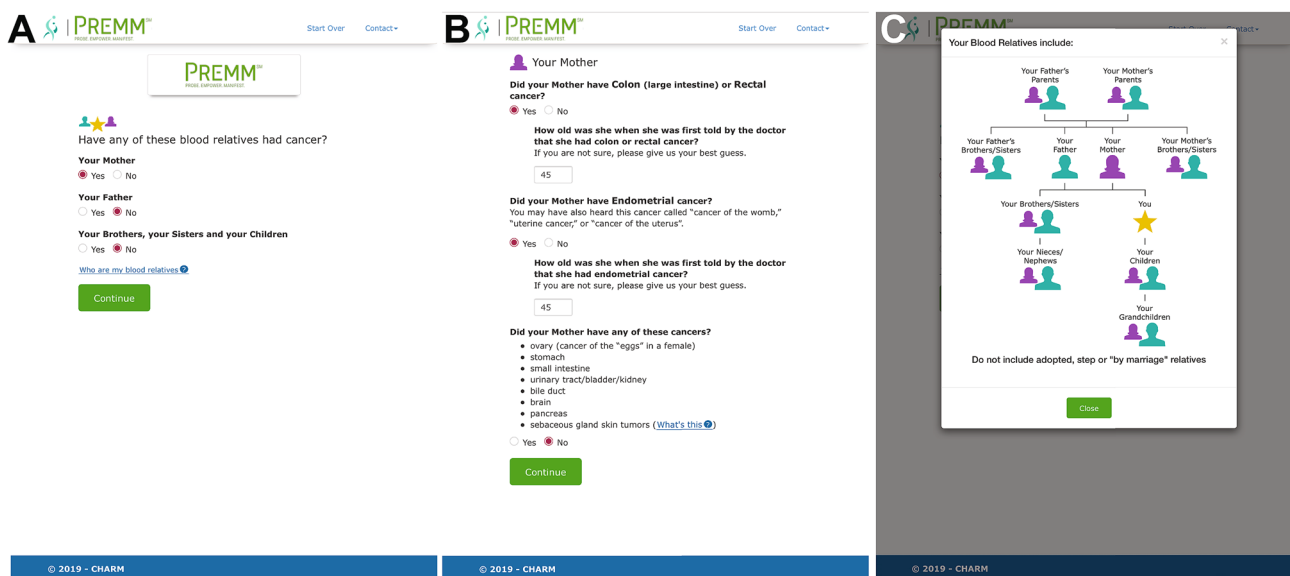 A
PREMM℠
PROBE. EMPOWER. MANIFEST.
Start Over
Contact
PREMM℠
PROBE. EMPOWER. MANIFEST.
Have any of these blood relatives had cancer?
Your Mother
Yes No
Your Father
Yes No
Your Brothers, your Sisters and your Children
Yes No
Who are my blood relatives ?
Continue
© 2019 - CHARM
B
PREMM℠
PROBE. EMPOWER. MANIFEST.
Start Over
Contact
Your Mother
Did your Mother have Colon (large intestine) or Rectal
cancer?
Yes No
How old was she when she was first told by the doctor
that she had colon or rectal cancer?
If you are not sure, please give us your best guess.
45
Did your Mother have Endometrial cancer?
You may have also heard this cancer called “cancer of the womb,”
“uterine cancer,” or “cancer of the uterus”.
Yes No
How old was she when she was first told by the doctor
that she had endometrial cancer?
If you are not sure, please give us your best guess.
45
Did your Mother have any of these cancers?
• ovary (cancer of the “eggs” in a female)
• stomach
• small intestine
• urinary tract/bladder/kidney
• bile duct
• brain
• pancreas
• sebaceous gland skin tumors (What's this ?)
Yes No
Continue
© 2019 - CHARM
C
PREMM
Your Blood Relatives include:
×
Your Father's
Parents
Your Mother's
Parents
Your Father's
Brothers/Sisters
Your
Father
Your
Mother
Your Mother's
Brothers/Sisters
Your Brothers/Sisters
You
Your Nieces/
Nephews
Your
Children
Your
Grandchildren
Do not include adopted, step or "by marriage" relatives
Close
© 2019 - CHARM